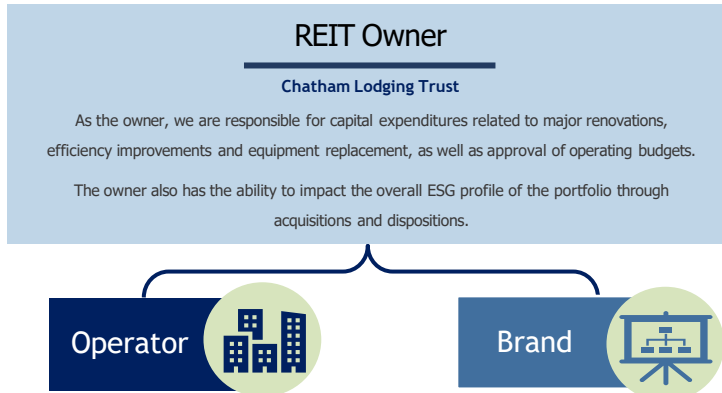 REIT Owner
Chatham Lodging Trust
As the owner, we are responsible for capital expenditures related to major renovations,
efficiency improvements and equipment replacement, as well as approval of operating budgets.
The owner also has the ability to impact the overall ESG profile of the portfolio through
acquisitions and dispositions.
Operator
Brand